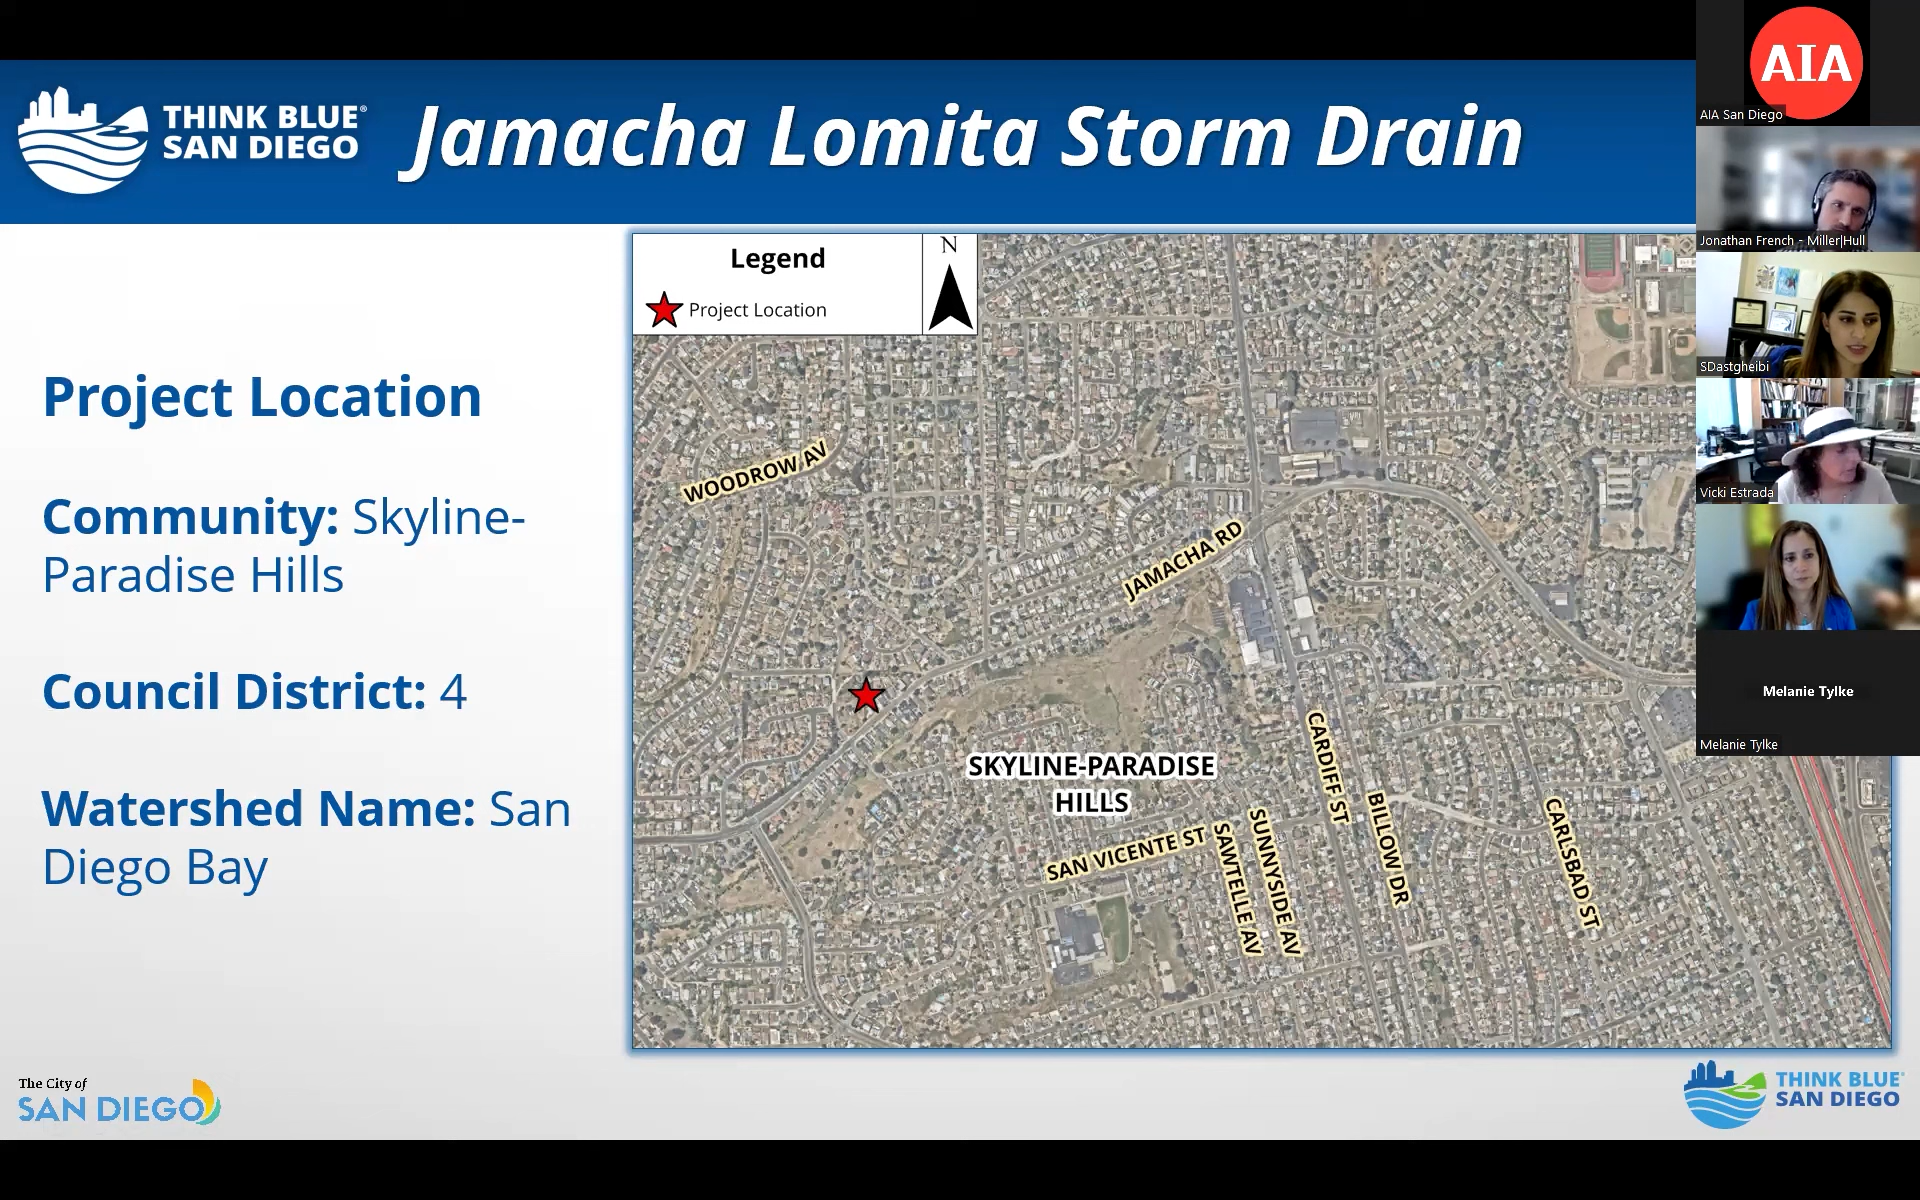 THINK BLUE®
SAN DIEGO
Jamacha Lomita Storm Drain
Project Location
Community: Skyline-
Paradise Hills
Council District: 4
Watershed Name: San
Diego Bay
Legend
Project Location
N
WOODROW AV
JAMACHA RD
SKYLINE-PARADISE
HILLS
CARDIFF ST
BILLOW DR
SAN VICENTE ST
SAWTELLE AV
SUNNYSIDE AV
CARLSBAD ST
The City of
SAN DIEGO
THINK BLUE
SAN DIEGO
AIA
AIA San Diego
Jonathan French - Miller|Hull
SDastgheibi
Vicki Estrada
Melanie Tylke
Melanie Tylke